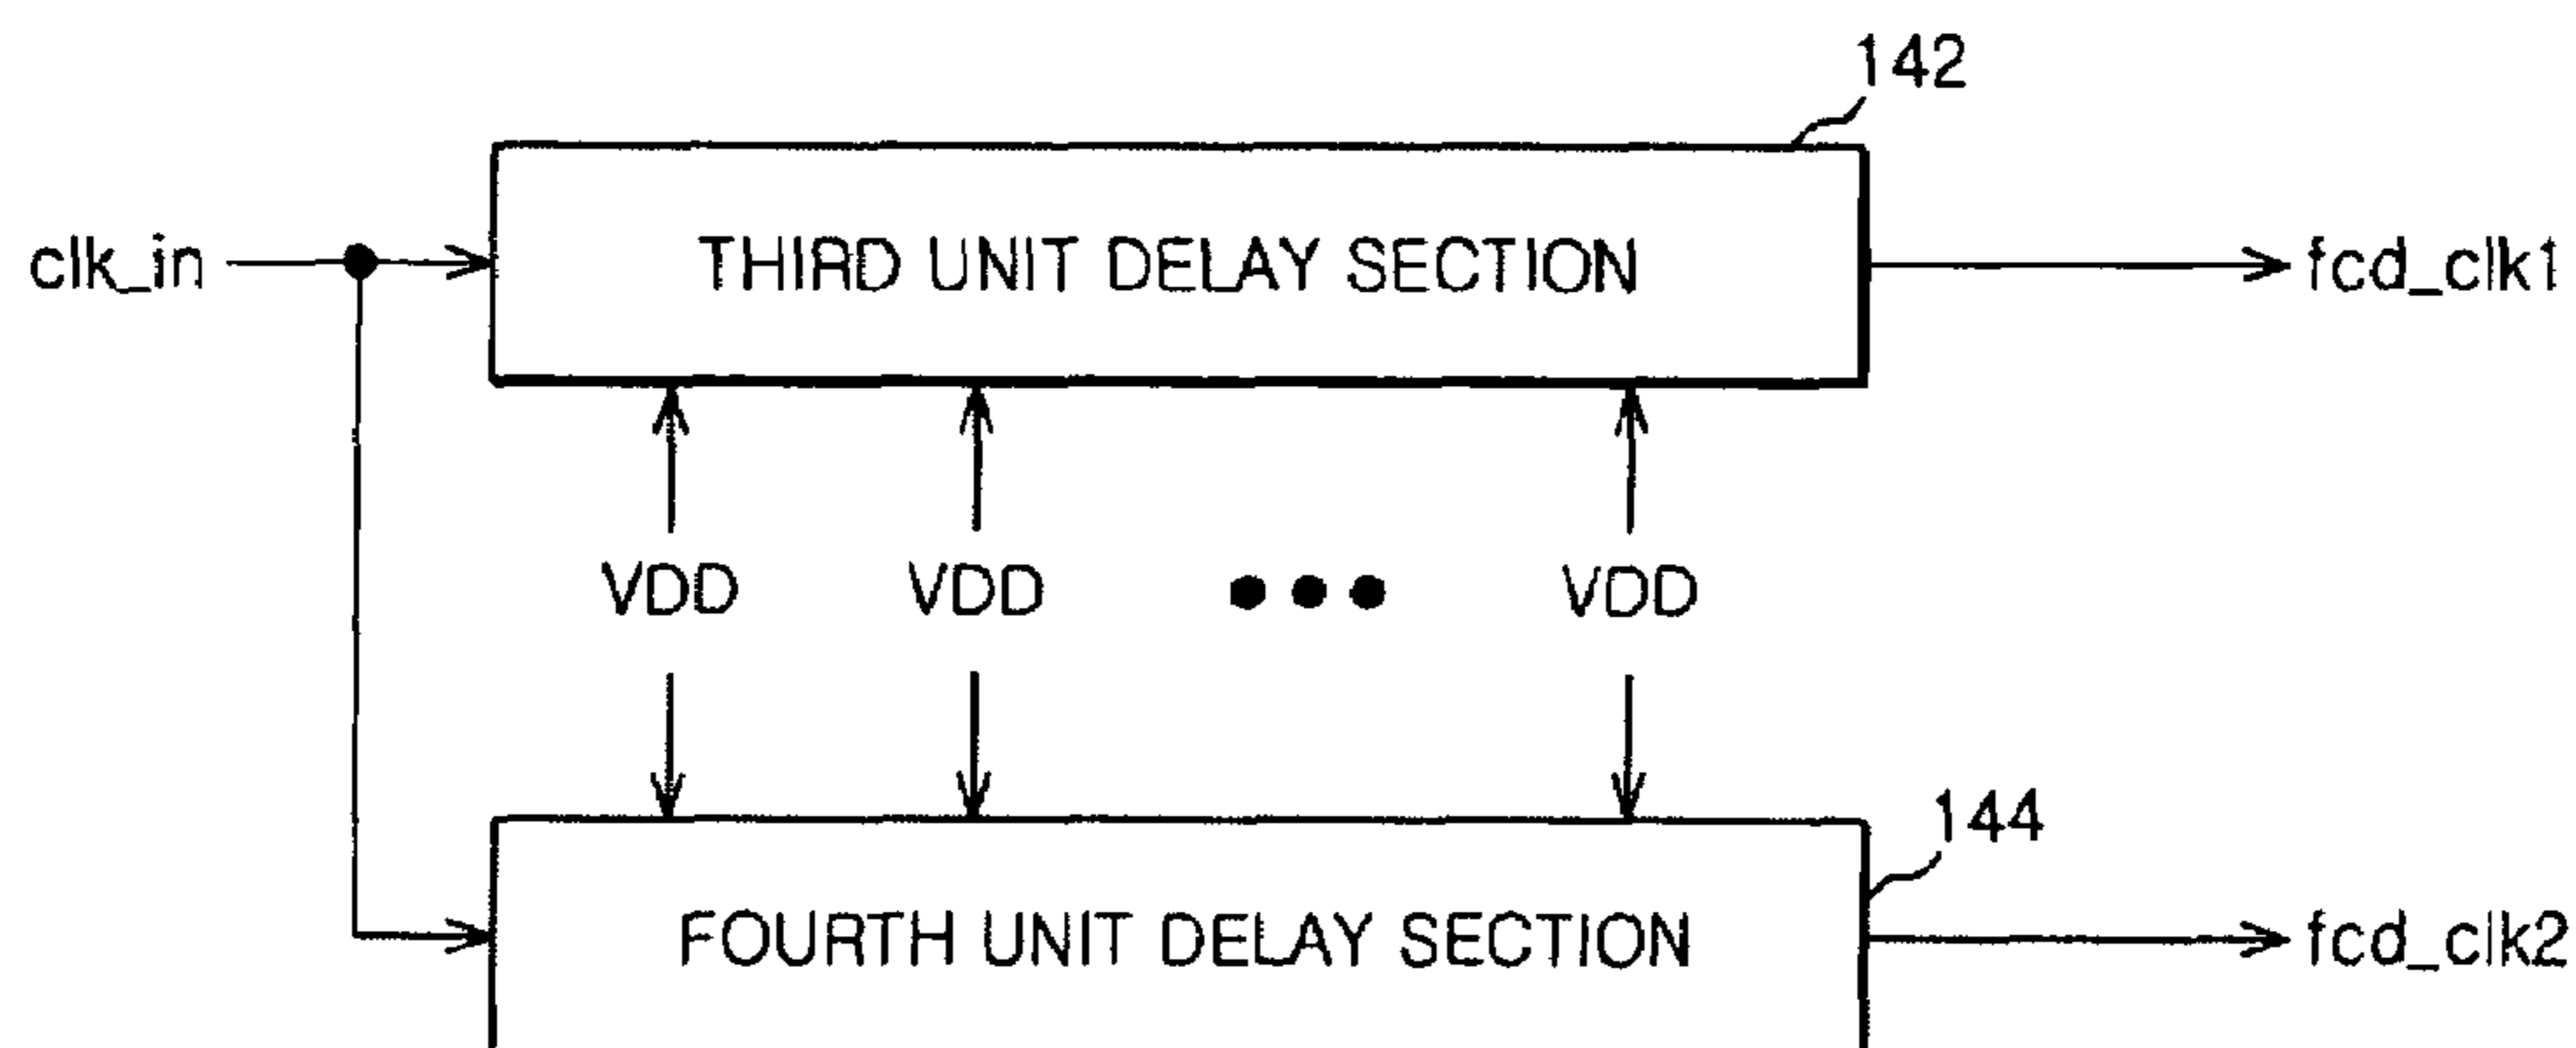 142
clk_in
THIRD UNIT DELAY SECTION
fcd_clk1
VDD VDD VDD
144
FOURTH UNIT DELAY SECTION
fcd_clk2